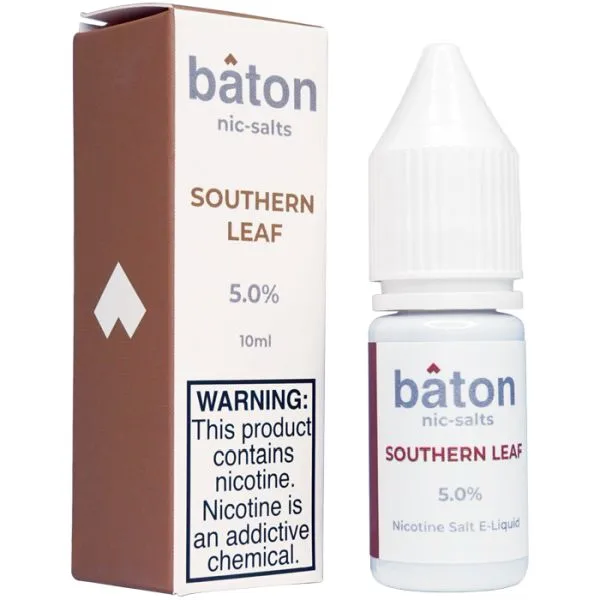 bâton
nic-salts
SOUTHERN
LEAF
5.0%
10ml
WARNING:
This product
contains
nicotine.
Nicotine is
an addictive
chemical.
bâton
nic-salts
SOUTHERN LEAF
5.0%
Nicotine Salt E-Liquid